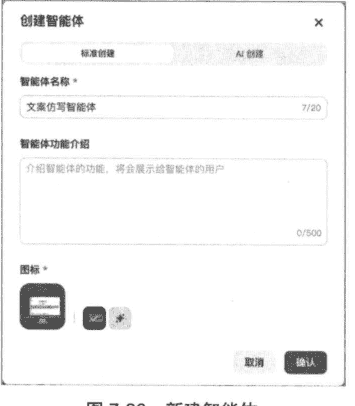 创建智能体
标准创建 AI 创建
智能体名称 *
文案仿写智能体 7/20
智能体功能介绍
介绍智能体的功能，将会展示给智能体的用户
0/500
图标 *
取消 确认